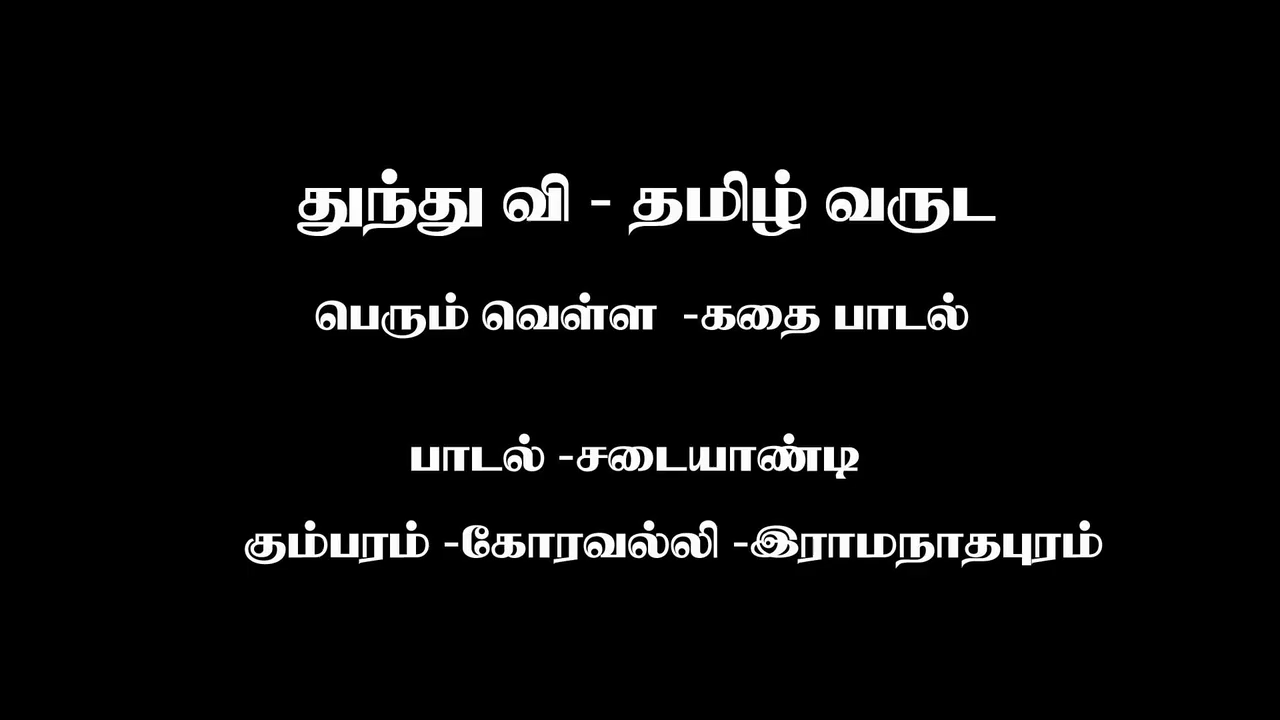 துந்து வி - தமிழ் வருட
பெரும் வெள்ள -கதை பாடல்
பாடல் -சடையாண்டி
கும்பரம் -கோரவல்லி -இராமநாதபுரம்